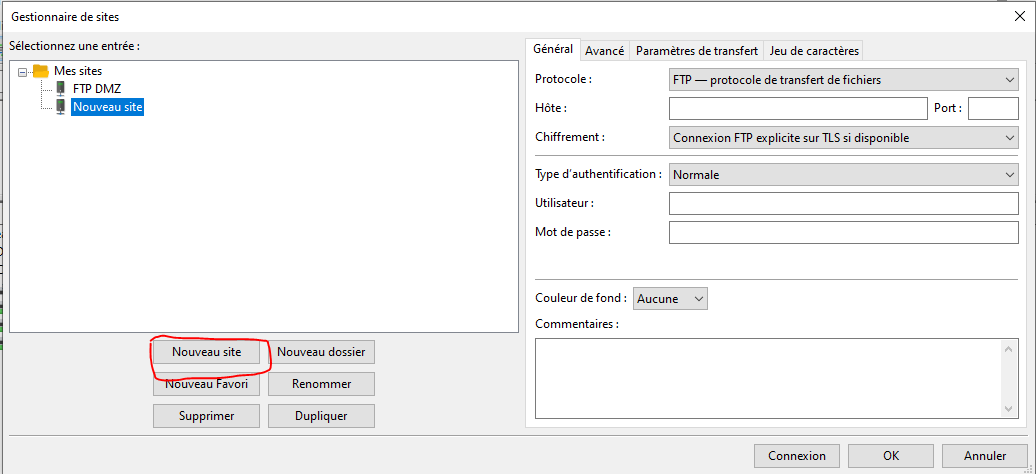 Gestionnaire de sites
Sélectionnez une entrée :
Mes sites
FTP DMZ
Nouveau site
Nouveau site
Nouveau dossier
Nouveau Favori
Renommer
Supprimer
Dupliquer
Général
Avancé
Paramètres de transfert
Jeu de caractères
Protocole :
FTP — protocole de transfert de fichiers
Hôte :
Port :
Chiffrement :
Connexion FTP explicite sur TLS si disponible
Type d'authentification :
Normale
Utilisateur :
Mot de passe :
Couleur de fond :
Aucune
Commentaires :
Connexion
OK
Annuler